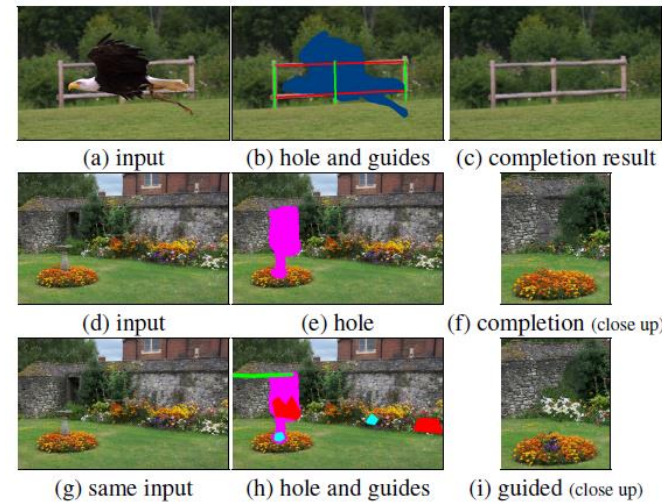 (a) input
(b) hole and guides
(c) completion result
(d) input
(e) hole
(f) completion (close up)
(g) same input
(h) hole and guides
(i) guided (close up)